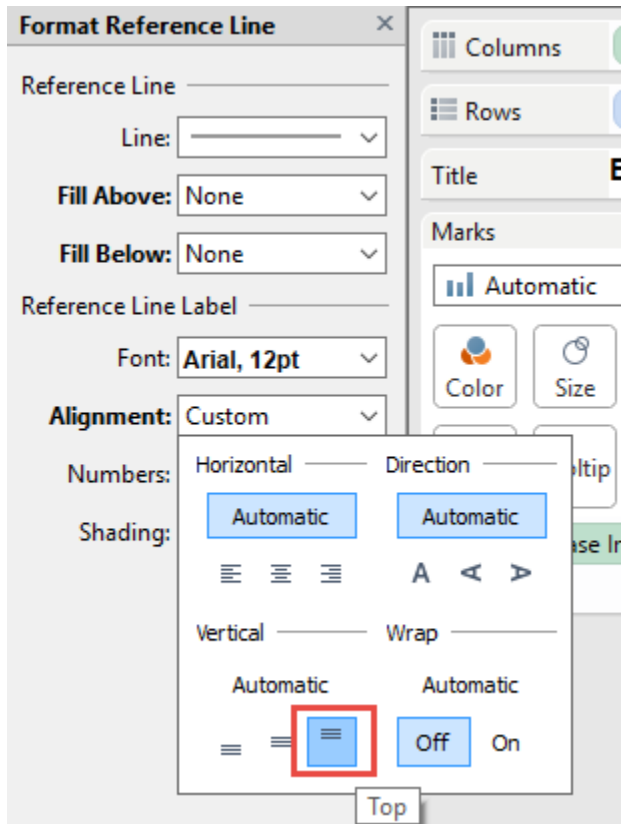 Format Reference Line ×
Reference Line
Line:
Fill Above: None
Fill Below: None
Reference Line Label
Font: Arial, 12pt
Alignment: Custom
Numbers:
Shading:
Horizontal
Automatic
Direction
Automatic
A A A
Vertical
Automatic
Wrap
Automatic
Off On
Top
Columns
Rows
Title
Marks
Automatic
Color
Size